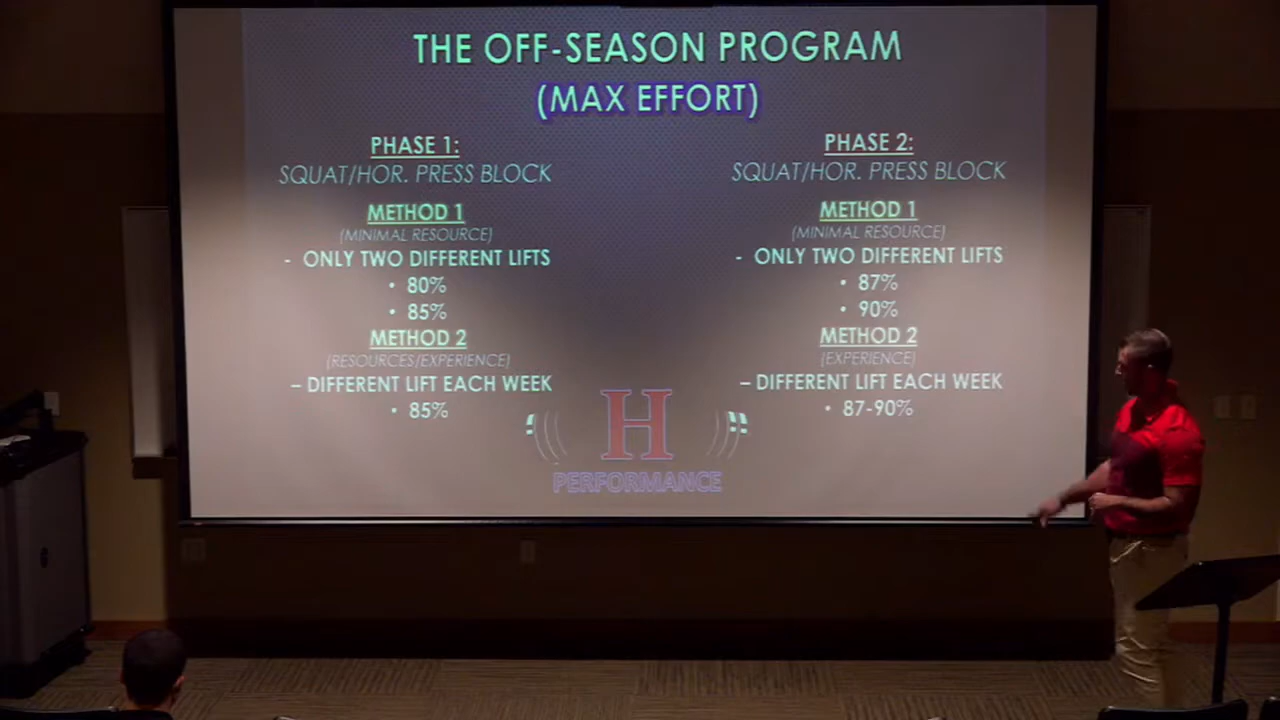 THE OFF-SEASON PROGRAM
(MAX EFFORT)
PHASE 1:
SQUAT/HOR. PRESS BLOCK
METHOD 1
(MINIMAL RESOURCE)
- ONLY TWO DIFFERENT LIFTS
• 80%
• 85%
METHOD 2
(RESOURCES/EXPERIENCE)
– DIFFERENT LIFT EACH WEEK
• 85%
PHASE 2:
SQUAT/HOR. PRESS BLOCK
METHOD 1
(MINIMAL RESOURCE)
- ONLY TWO DIFFERENT LIFTS
• 87%
• 90%
METHOD 2
(EXPERIENCE)
– DIFFERENT LIFT EACH WEEK
• 87-90%
H
PERFORMANCE